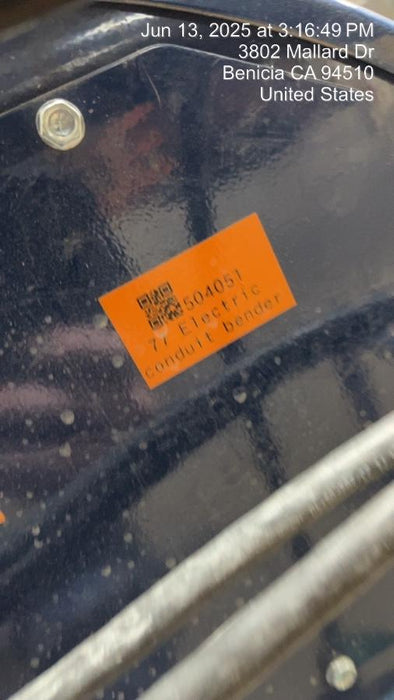 Jun 13, 2025 at 3:16:49 PM
3802 Mallard Dr
Benicia CA 94510
United States
504051
77 Electric
conduit bender